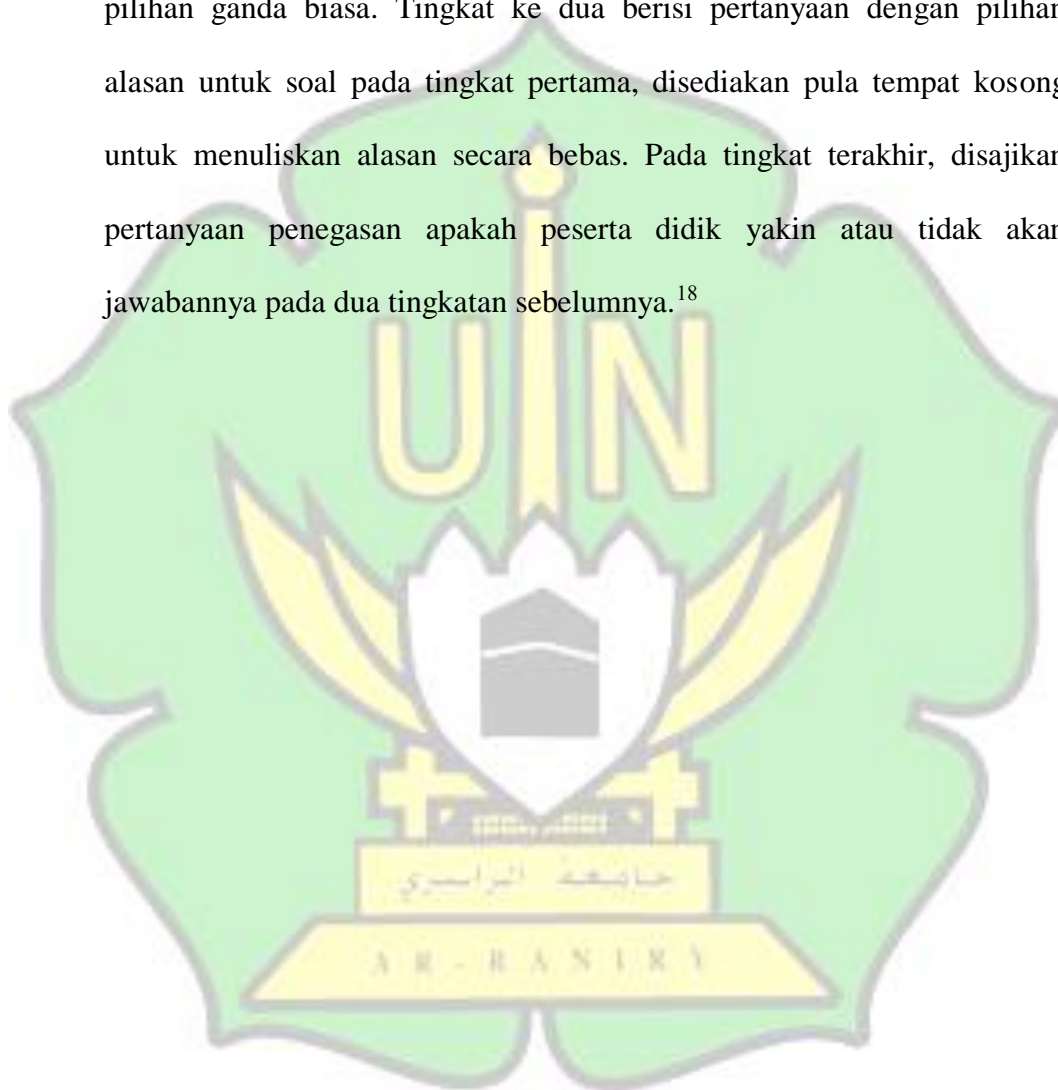 pilihan ganda biasa. Tingkat ke dua berisi pertanyaan dengan pilihan
alasan untuk soal pada tingkat pertama, disediakan pula tempat kosong
untuk menuliskan alasan secara bebas. Pada tingkat terakhir, disajikan
pertanyaan penegasan apakah peserta didik yakin atau tidak akan
jawabannya pada dua tingkatan sebelumnya.18
UIN
جامعة الرانيري
AR-RANIRY